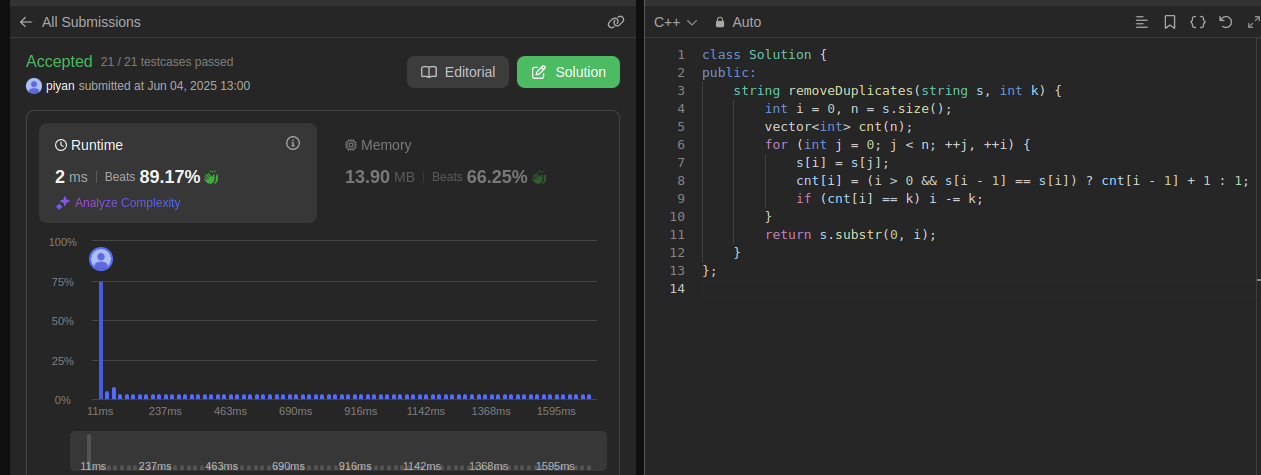 All Submissions
Accepted 21 / 21 testcases passed
piyan submitted at Jun 04, 2025 13:00
Editorial
Solution
Runtime
2 ms | Beats 89.17%
Analyze Complexity
Memory
13.90 MB | Beats 66.25%
100%
75%
50%
25%
0%
11ms 237ms 463ms 690ms 916ms 1142ms 1368ms 1595ms
11ms 237ms 463ms 690ms 916ms 1142ms 1368ms 1595ms
C++ Auto
1 class Solution {
2 public:
3     string removeDuplicates(string s, int k) {
4         int i = 0, n = s.size();
5         vector<int> cnt(n);
6         for (int j = 0; j < n; ++j, ++i) {
7             s[i] = s[j];
8             cnt[i] = (i > 0 && s[i - 1] == s[i]) ? cnt[i - 1] + 1 : 1;
9             if (cnt[i] == k) i -= k;
10         }
11         return s.substr(0, i);
12     }
13 };
14